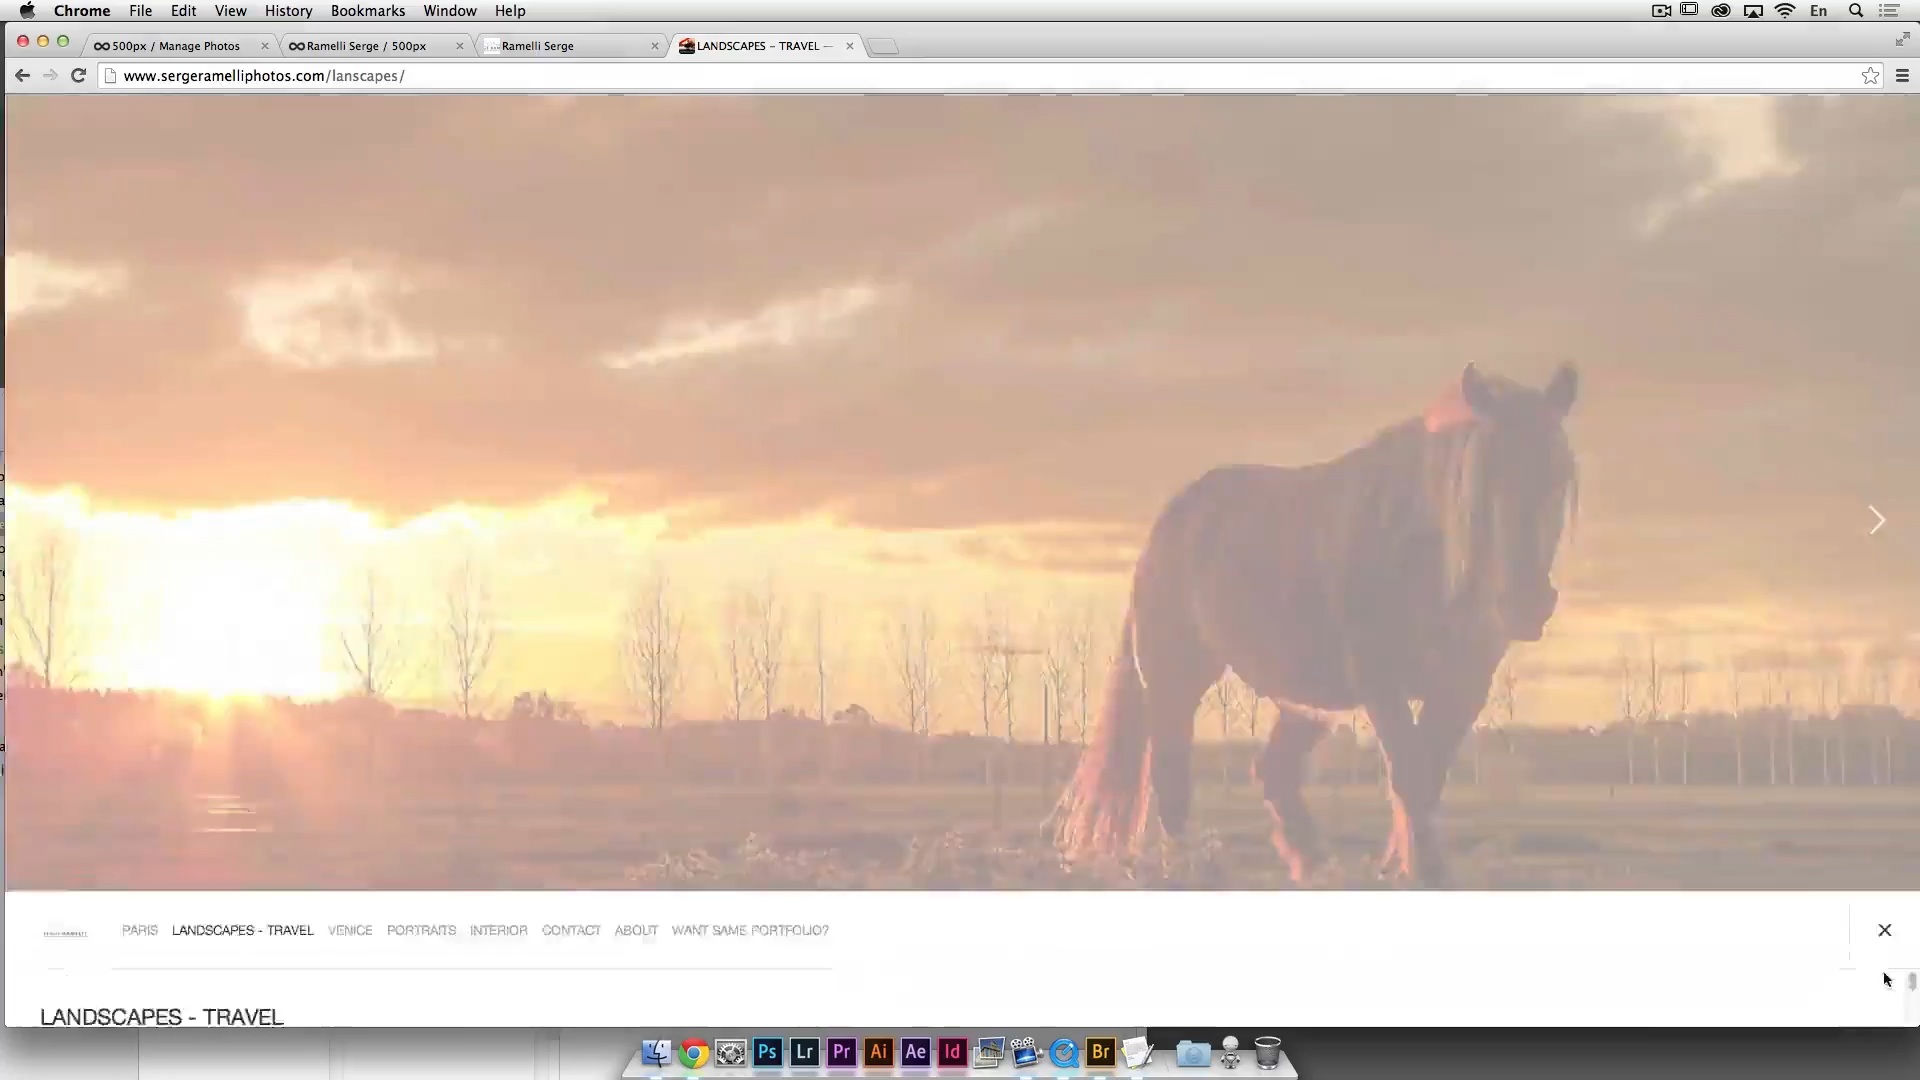 Chrome File Edit View History Bookmarks Window Help En
500px / Manage Photos Ramelli Serge / 500px Ramelli Serge LANDSCAPES - TRAVEL —
www.sergeramelliphotos.com/lanscapes/
PARIS LANDSCAPES - TRAVEL VENICE PORTRAITS INTERIOR CONTACT ABOUT WANT SAME PORTFOLIO?
LANDSCAPES - TRAVEL
Ps Lr Pr Ai Ae Id Br